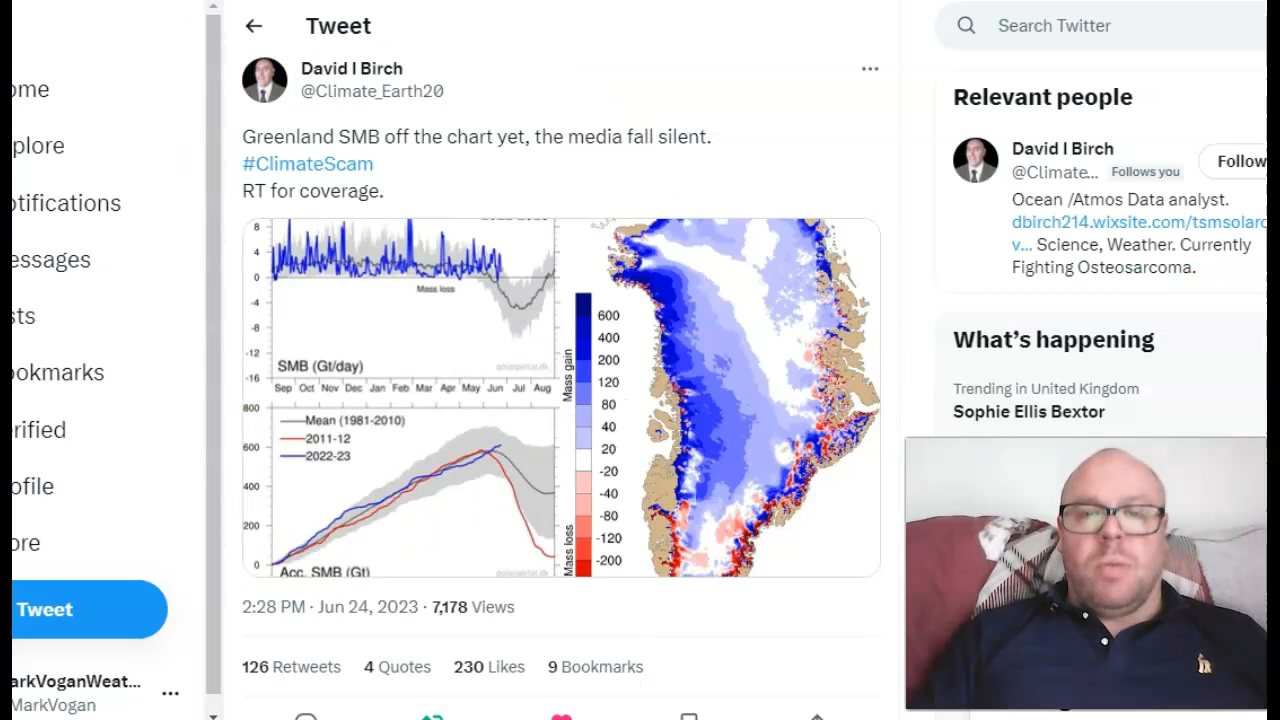 Tweet
Search Twitter
David I Birch
@Climate_Earth20
Greenland SMB off the chart yet, the media fall silent.
#ClimateScam
RT for coverage.
8
4
0
-4
-8
-12
-16
Mass loss
SMB (Gt/day)
polarportal.dk
Sep Oct Nov Dec Jan Feb Mar Apr May Jun Jul Aug
800
600
400
200
0
Mean (1981-2010)
2011-12
2022-23
Acc. SMB (Gt)
Mass gain
Mass loss
600
400
200
120
80
40
20
-20
-40
-80
-120
-200
2:28 PM · Jun 24, 2023 · 7,178 Views
126 Retweets 4 Quotes 230 Likes 9 Bookmarks
ome
plore
otifications
essages
sts
ookmarks
erified
ofile
ore
Tweet
arkVoganWeat...
MarkVogan
Relevant people
David I Birch
@Climate... Follows you
Follow
Ocean /Atmos Data analyst.
dbirch214.wixsite.com/tsmsolarc
v... Science, Weather. Currently
Fighting Osteosarcoma.
What's happening
Trending in United Kingdom
Sophie Ellis Bextor